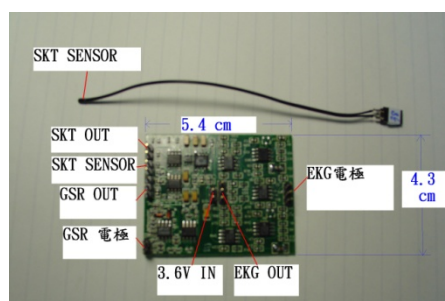 SKT SENSOR
5.4 cm
SKT OUT
SKT SENSOR
GSR OUT
EKG電極
4.3
cm
GSR 電極
3.6V IN
EKG OUT